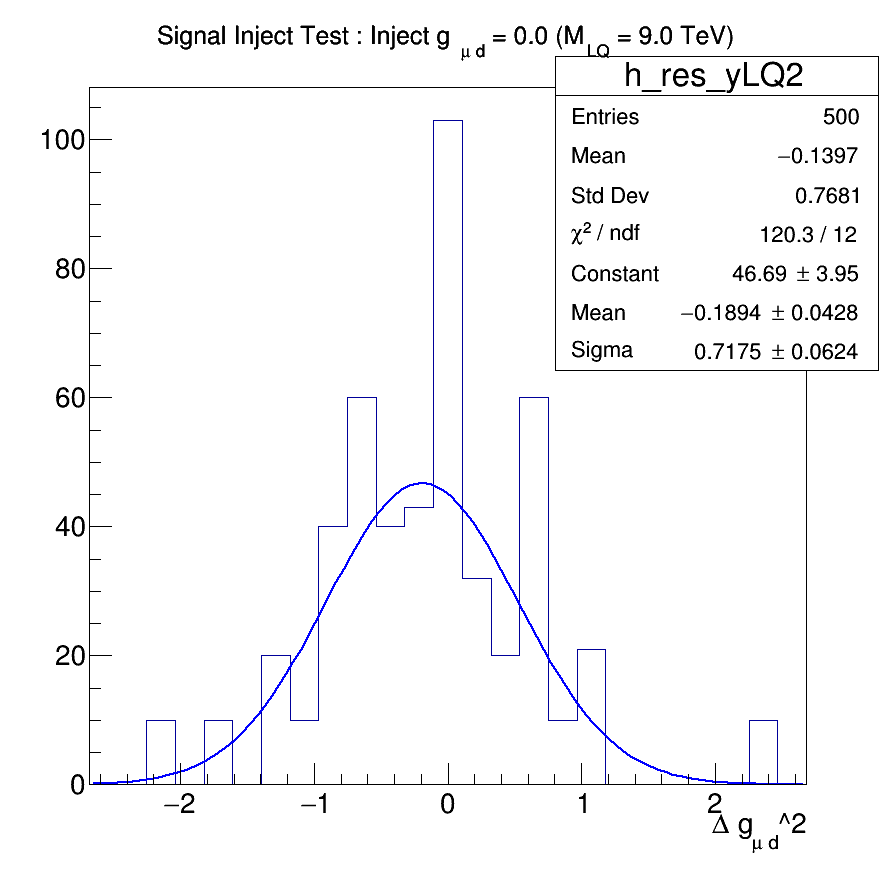 Signal Inject Test : Inject g μ d = 0.0 (M LQ = 9.0 TeV)
h_res_yLQ2
Entries 500
Mean −0.1397
Std Dev 0.7681
χ² / ndf 120.3 / 12
Constant 46.69 ± 3.95
Mean −0.1894 ± 0.0428
Sigma 0.7175 ± 0.0624
100
80
60
40
20
0
−2 −1 0 1 2
Δ g μ d ^2